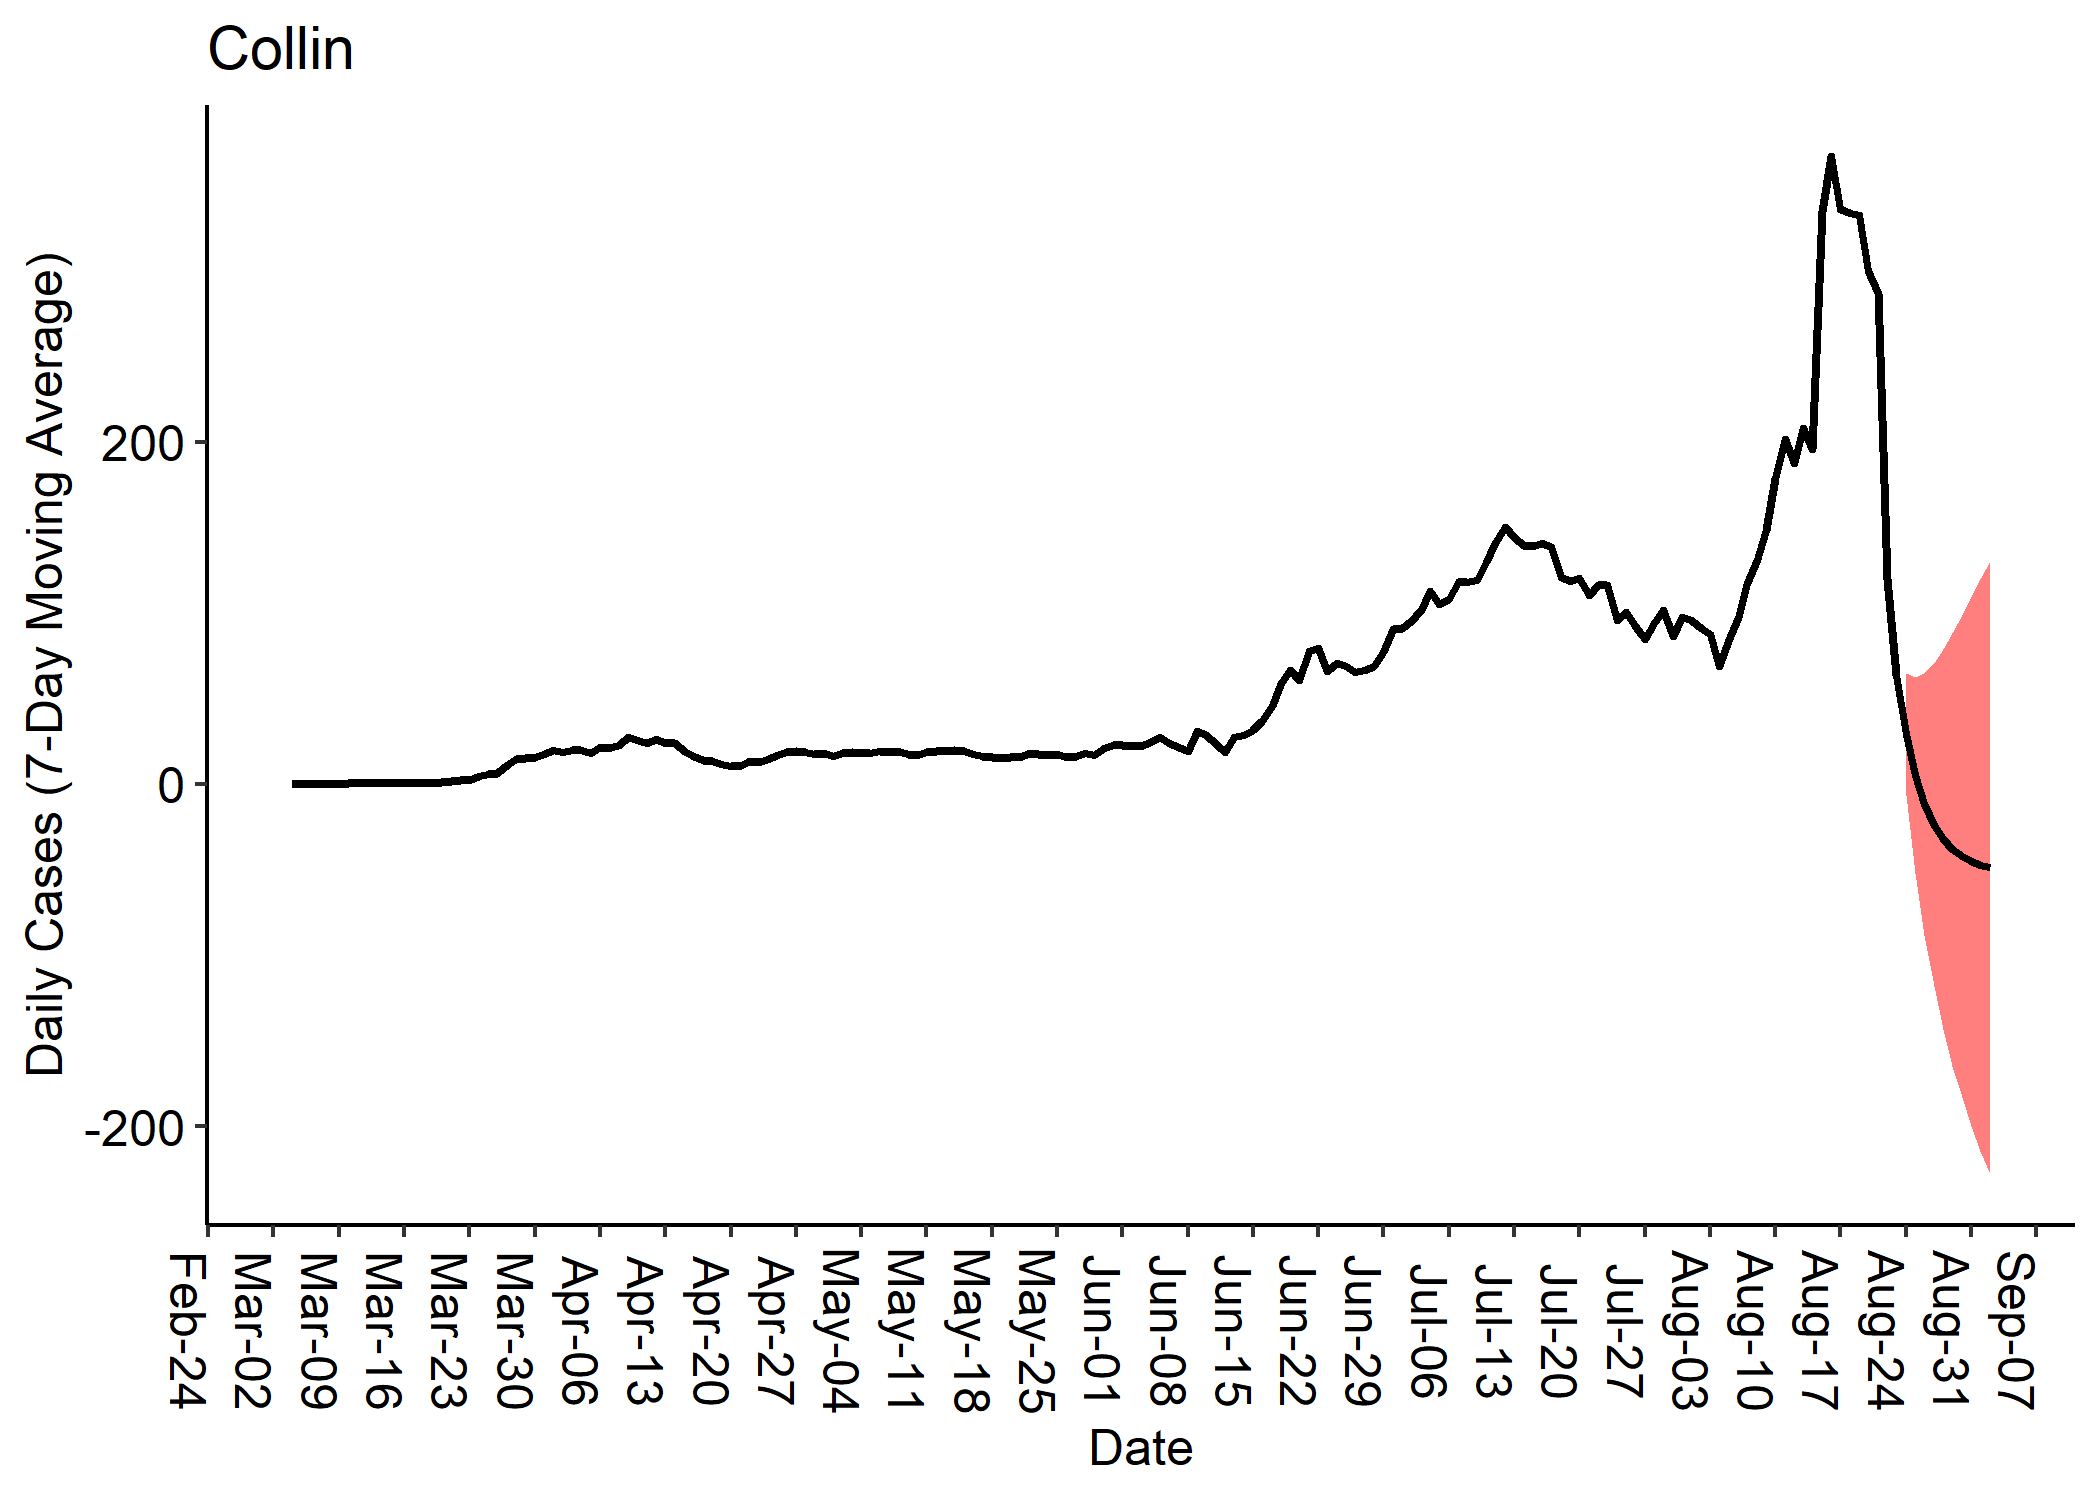 Collin
Daily Cases (7-Day Moving Average)
200
0
-200
Feb-24
Mar-02
Mar-09
Mar-16
Mar-23
Mar-30
Apr-06
Apr-13
Apr-20
Apr-27
May-04
May-11
May-18
May-25
Jun-01
Jun-08
Jun-15
Jun-22
Jun-29
Jul-06
Jul-13
Jul-20
Jul-27
Aug-03
Aug-10
Aug-17
Aug-24
Aug-31
Sep-07
Date